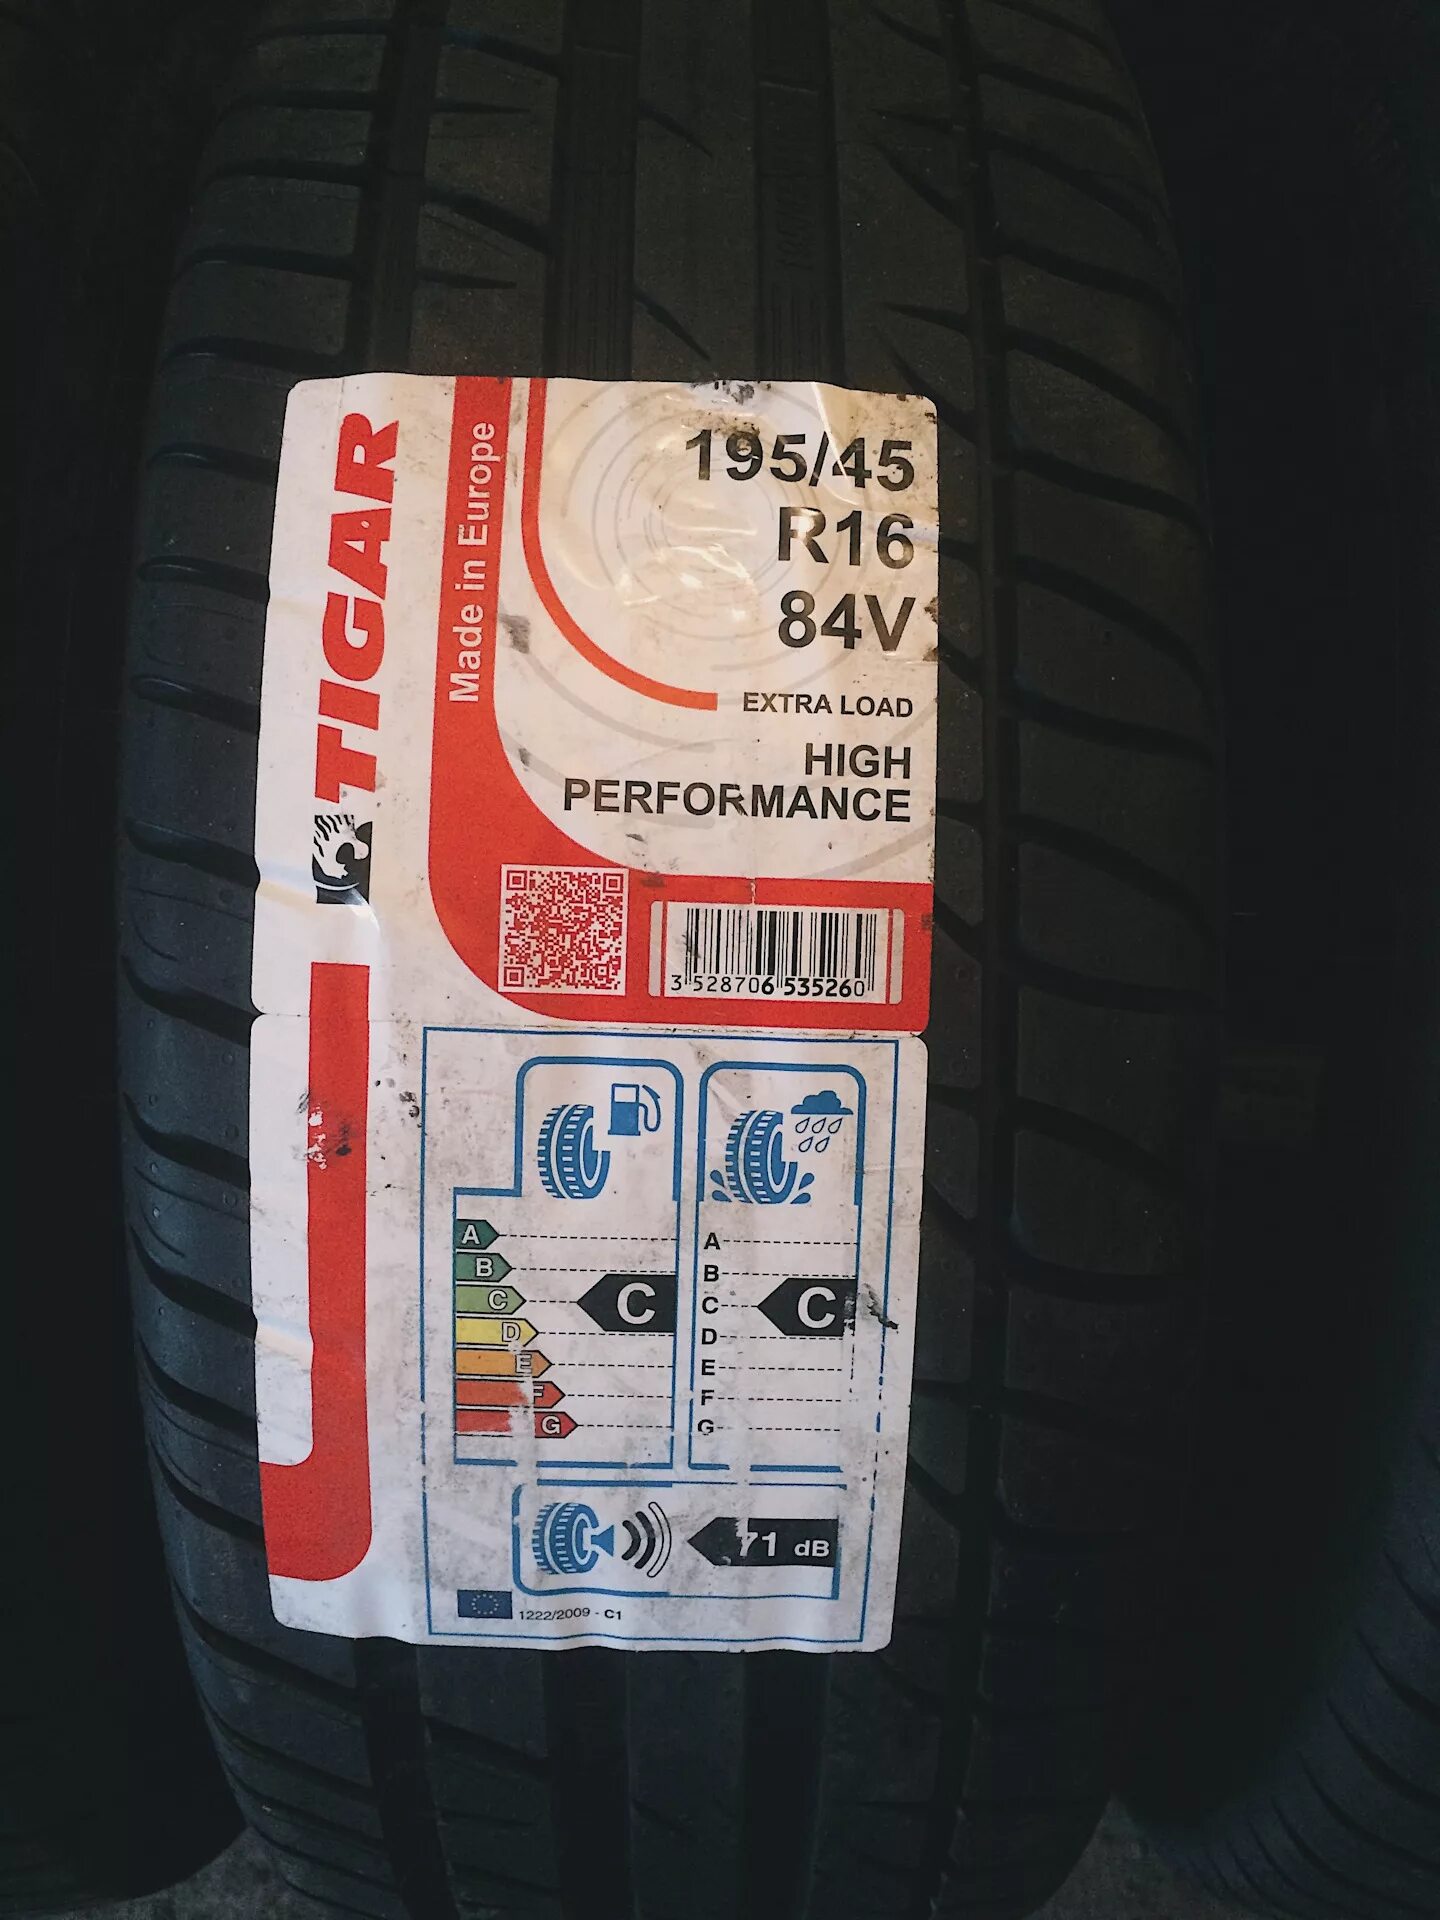 TIGAR
Made in Europe
195/45
R16
84V
EXTRA LOAD
HIGH
PERFORMANCE
3 528706 535260
A
B
C
D
E
F
G
C
A
B
C
D
E
F
G
C
71 dB
1222/2009 - C1